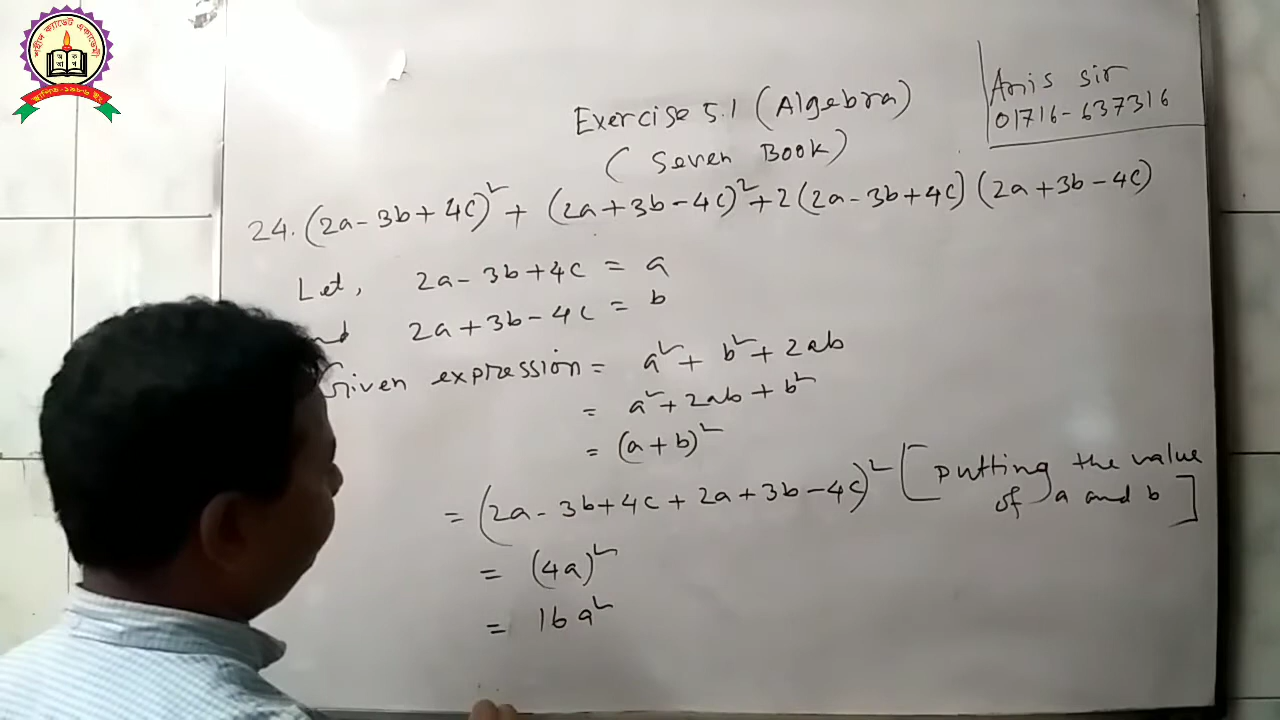 শহীদ ক্যাডেট একাডেমী
স্থাপিত-১৯৮৬ ইং
Anis sir
01716-637316
Exercise 5.1 (Algebra)
(Seven Book)
24. (2a-3b+4c)² + (2a+3b-4c)²+2(2a-3b+4c)(2a+3b-4c)
Let, 2a-3b+4c = a
2a+3b-4c = b
Given expression = a²+ b²+2ab
= a²+2ab+b²
= (a+b)²
= (2a-3b+4c+2a+3b-4c)² [putting the value of a and b]
= (4a)²
= 16a²